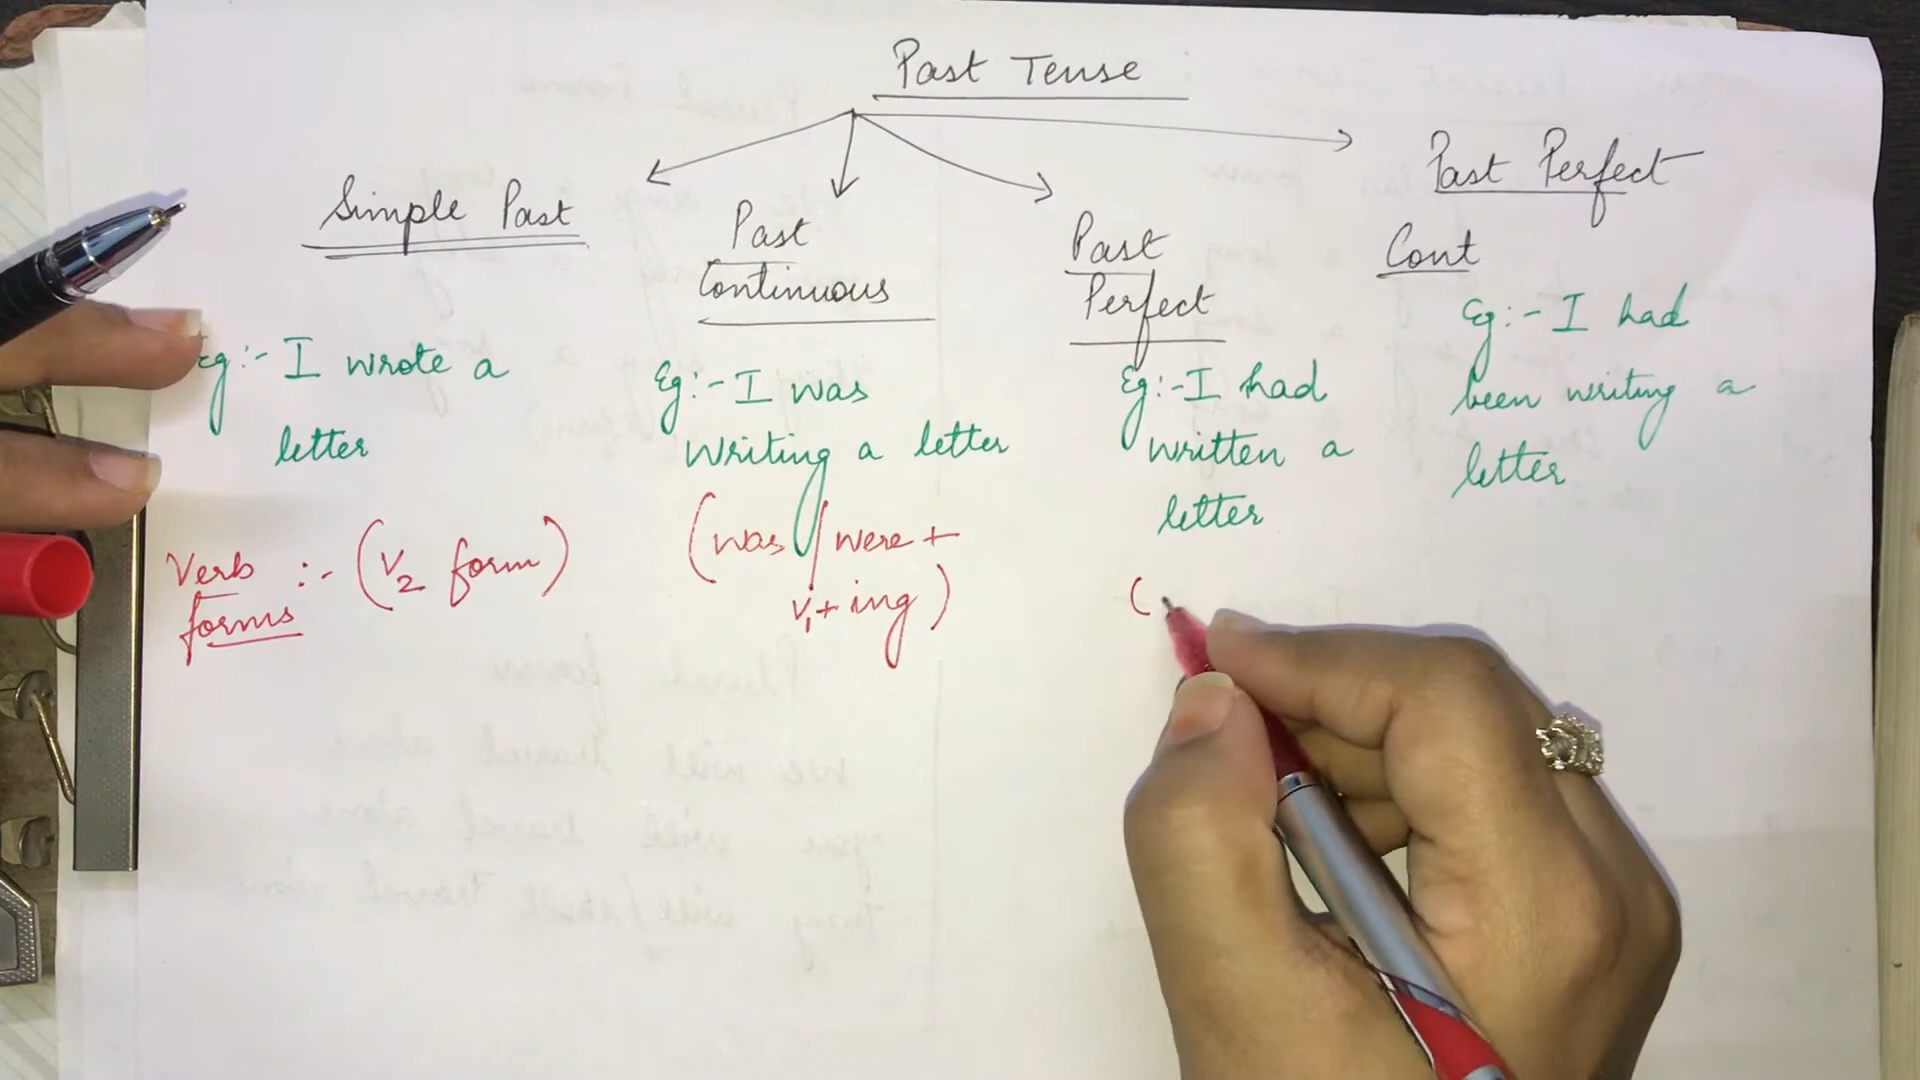 Past Tense
Simple Past
Past
Continuous
Past
Perfect
Past Perfect
Cont
Eg:- I wrote a
letter
Eg:- I was
writing a letter
Eg:- I had
written a
letter
Eg:- I had
been writing a
letter
Verb :- (V2 form)
forms
(was/were +
V1+ing)
(